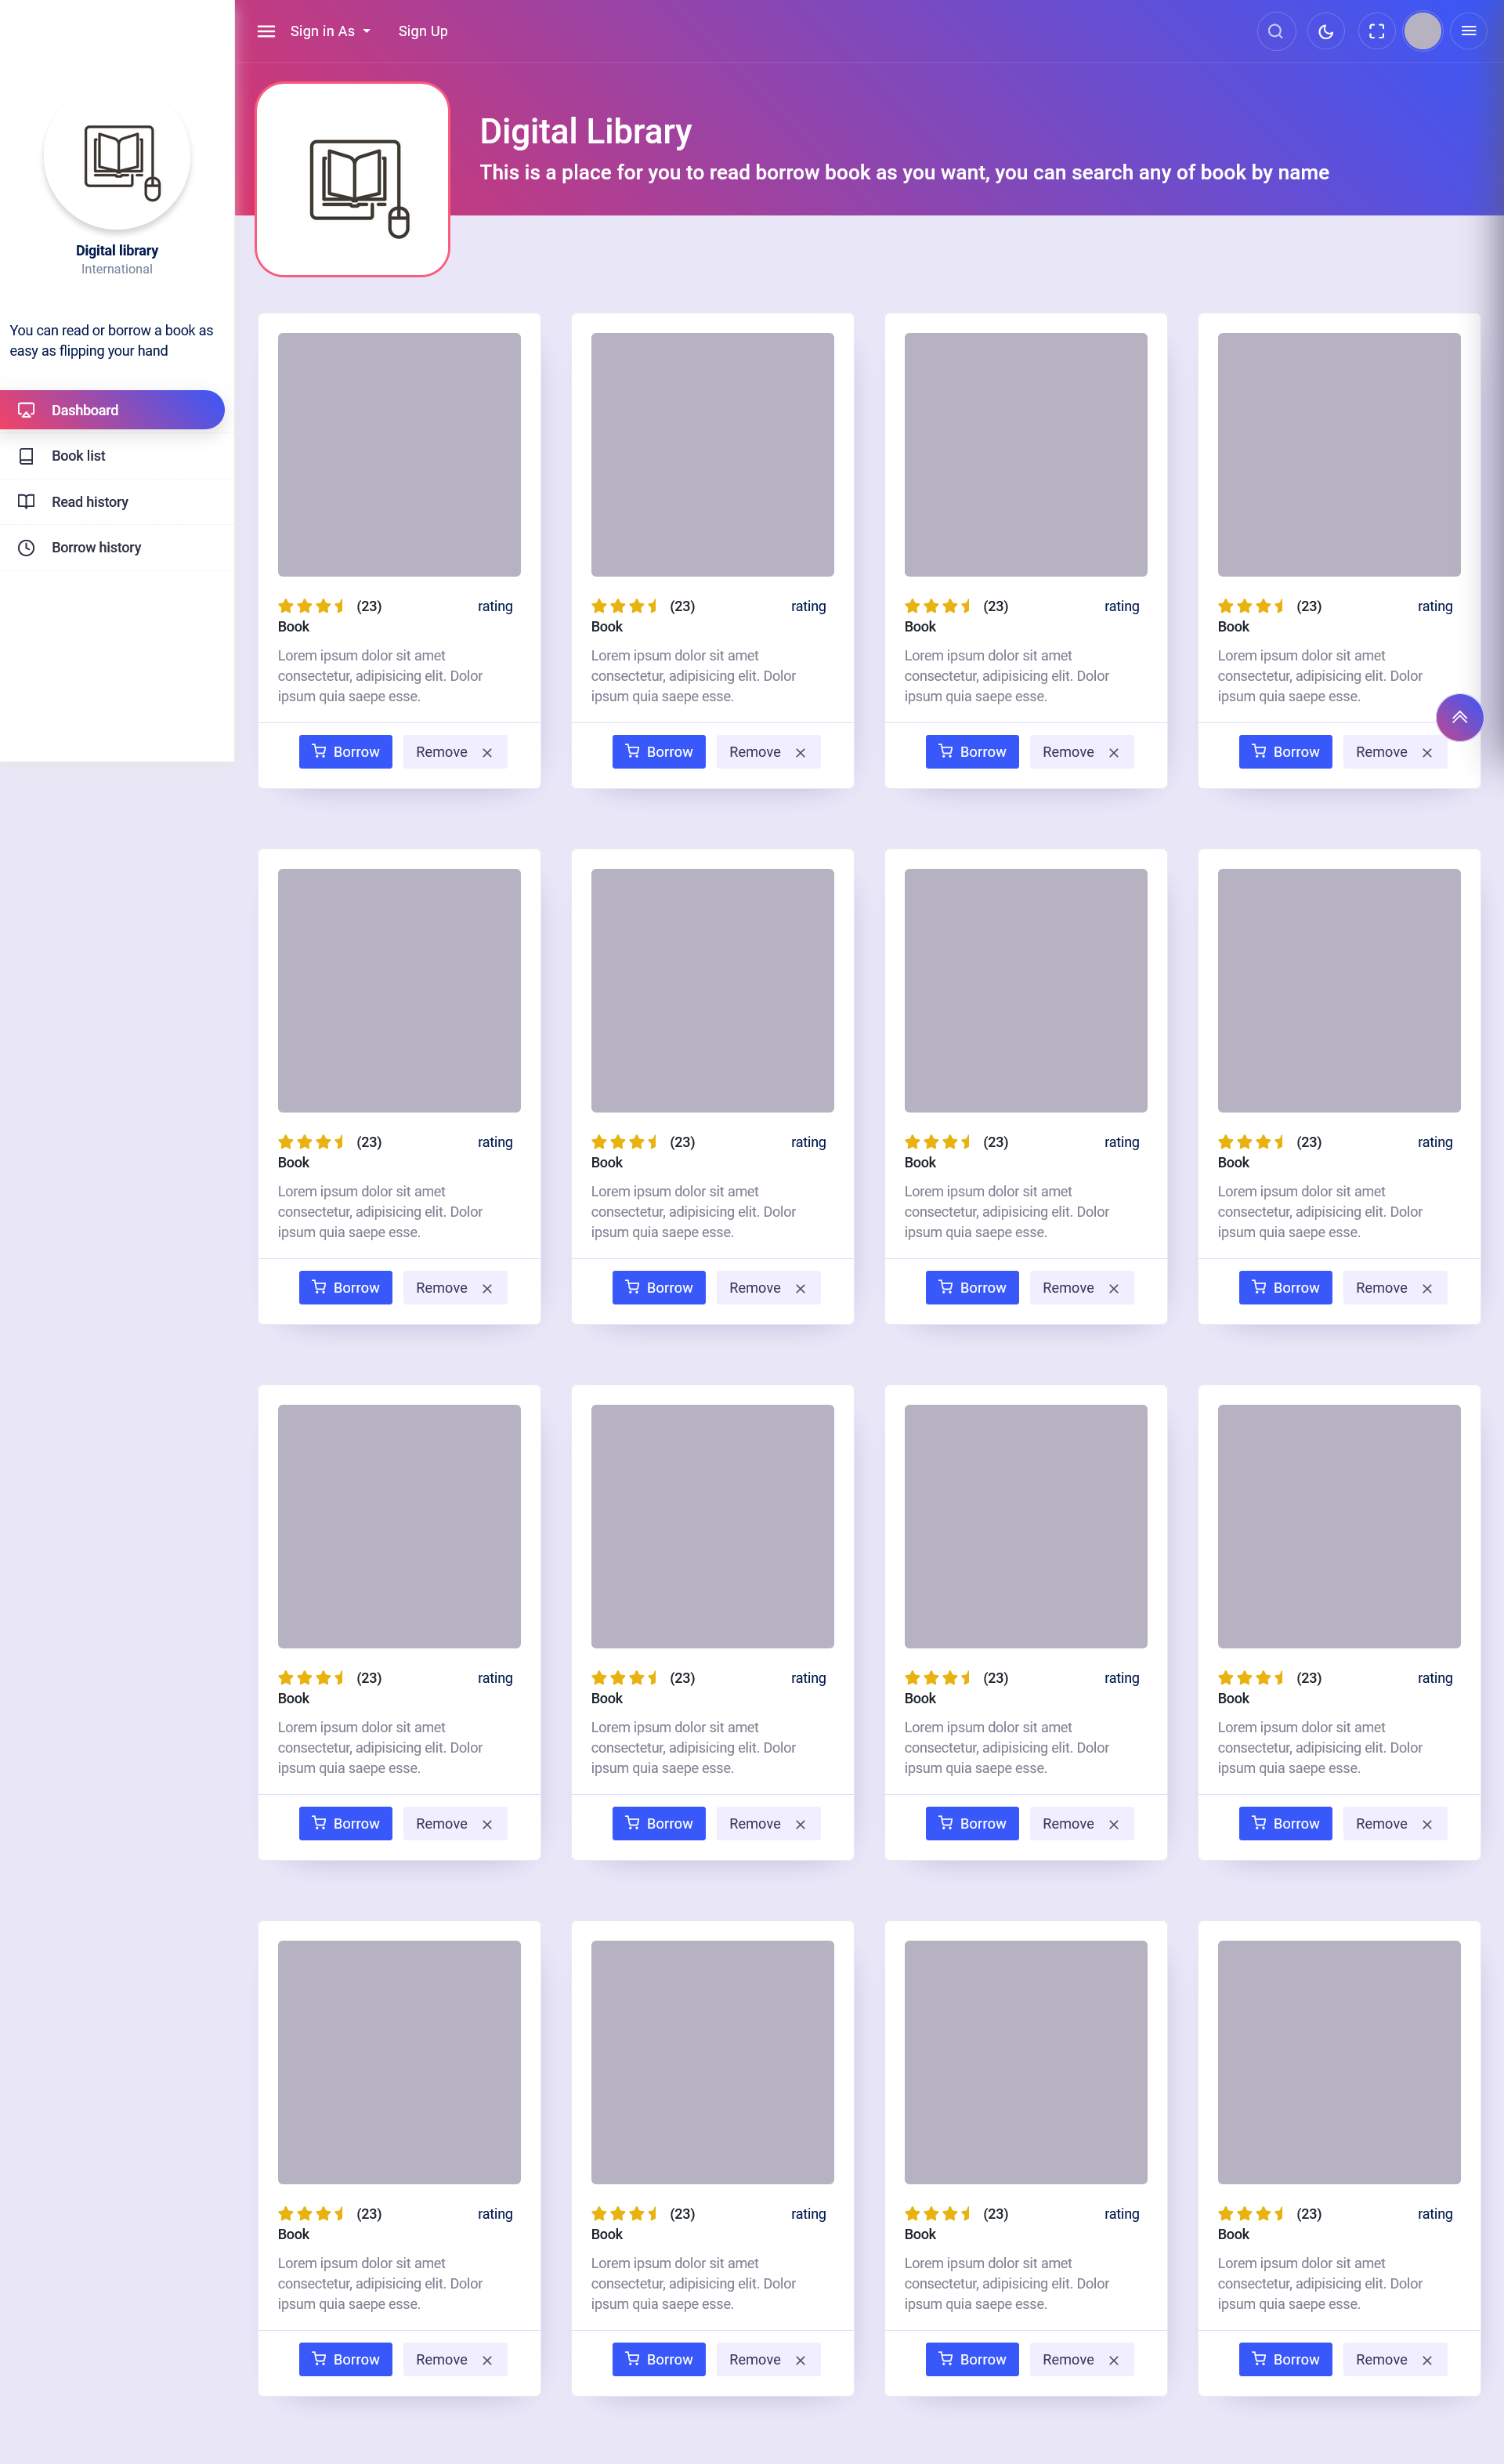 Sign in As Sign Up
Digital Library
This is a place for you to read borrow book as you want, you can search any of book by name
Digital library
International
You can read or borrow a book as
easy as flipping your hand
Dashboard
Book list
Read history
Borrow history
(23) rating (23) rating (23) rating (23) rating
Book Book Book Book
Lorem ipsum dolor sit amet Lorem ipsum dolor sit amet Lorem ipsum dolor sit amet Lorem ipsum dolor sit amet
consectetur, adipisicing elit. Dolor consectetur, adipisicing elit. Dolor consectetur, adipisicing elit. Dolor consectetur, adipisicing elit. Dolor
ipsum quia saepe esse. ipsum quia saepe esse. ipsum quia saepe esse. ipsum quia saepe esse.
Borrow Remove Borrow Remove Borrow Remove Borrow Remove
(23) rating (23) rating (23) rating (23) rating
Book Book Book Book
Lorem ipsum dolor sit amet Lorem ipsum dolor sit amet Lorem ipsum dolor sit amet Lorem ipsum dolor sit amet
consectetur, adipisicing elit. Dolor consectetur, adipisicing elit. Dolor consectetur, adipisicing elit. Dolor consectetur, adipisicing elit. Dolor
ipsum quia saepe esse. ipsum quia saepe esse. ipsum quia saepe esse. ipsum quia saepe esse.
Borrow Remove Borrow Remove Borrow Remove Borrow Remove
(23) rating (23) rating (23) rating (23) rating
Book Book Book Book
Lorem ipsum dolor sit amet Lorem ipsum dolor sit amet Lorem ipsum dolor sit amet Lorem ipsum dolor sit amet
consectetur, adipisicing elit. Dolor consectetur, adipisicing elit. Dolor consectetur, adipisicing elit. Dolor consectetur, adipisicing elit. Dolor
ipsum quia saepe esse. ipsum quia saepe esse. ipsum quia saepe esse. ipsum quia saepe esse.
Borrow Remove Borrow Remove Borrow Remove Borrow Remove
(23) rating (23) rating (23) rating (23) rating
Book Book Book Book
Lorem ipsum dolor sit amet Lorem ipsum dolor sit amet Lorem ipsum dolor sit amet Lorem ipsum dolor sit amet
consectetur, adipisicing elit. Dolor consectetur, adipisicing elit. Dolor consectetur, adipisicing elit. Dolor consectetur, adipisicing elit. Dolor
ipsum quia saepe esse. ipsum quia saepe esse. ipsum quia saepe esse. ipsum quia saepe esse.
Borrow Remove Borrow Remove Borrow Remove Borrow Remove